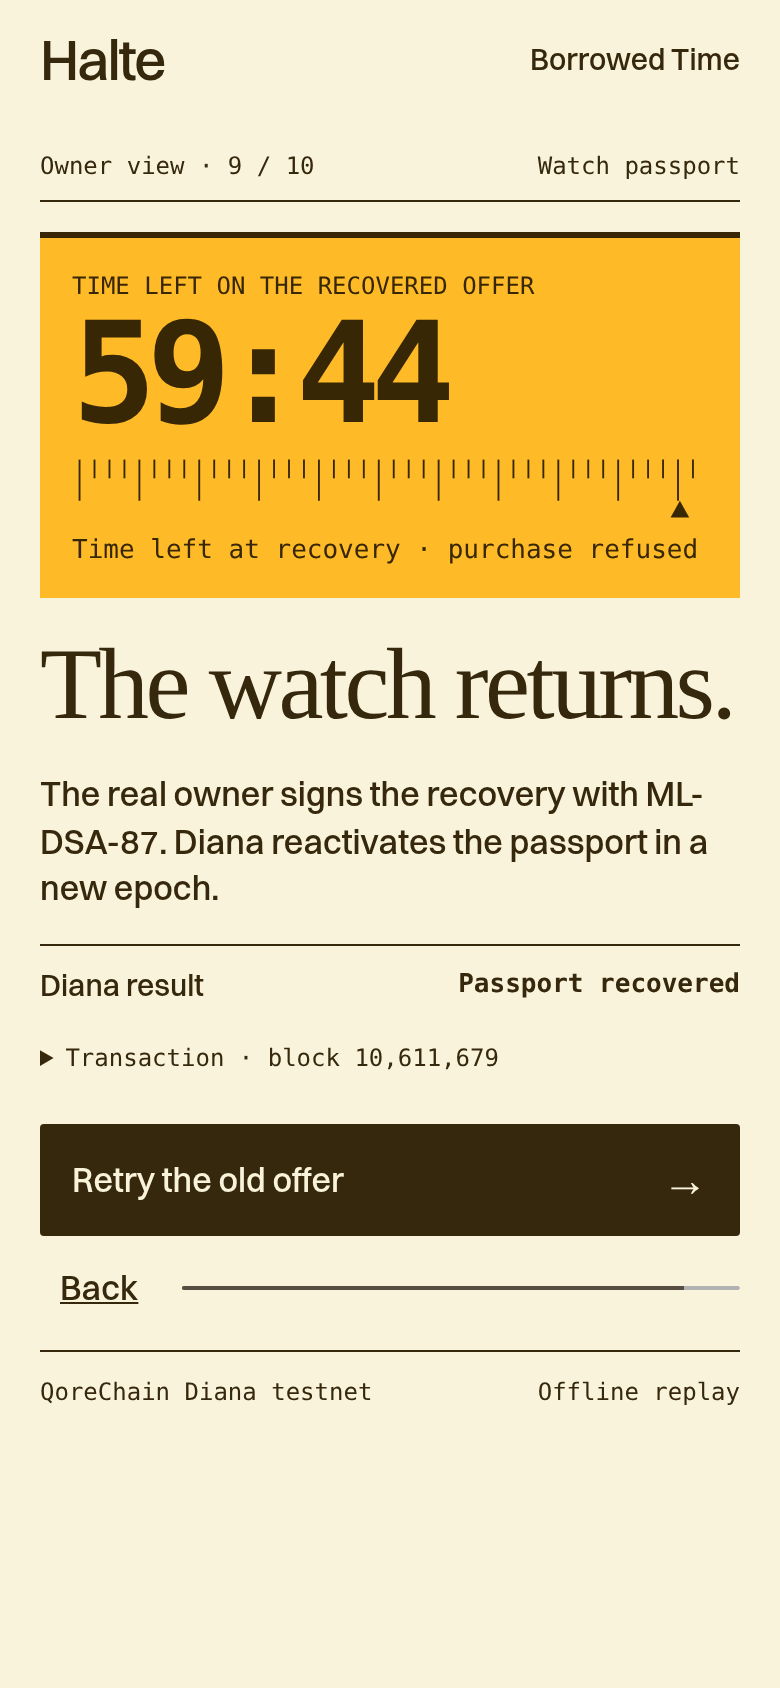 Halte
Borrowed Time
Owner view · 9 / 10
Watch passport
TIME LEFT ON THE RECOVERED OFFER
59:44
Time left at recovery · purchase refused
The watch returns.
The real owner signs the recovery with ML-
DSA-87. Diana reactivates the passport in a
new epoch.
Diana result
Passport recovered
Transaction · block 10,611,679
Retry the old offer →
Back
QoreChain Diana testnet
Offline replay